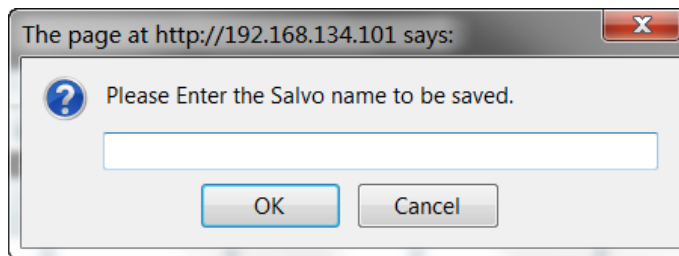 The page at http://192.168.134.101 says:
Please Enter the Salvo name to be saved.
OK Cancel